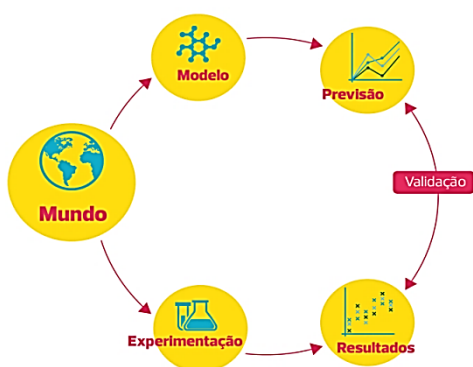 Modelo
Previsão
Mundo
Validação
Experimentação
Resultados